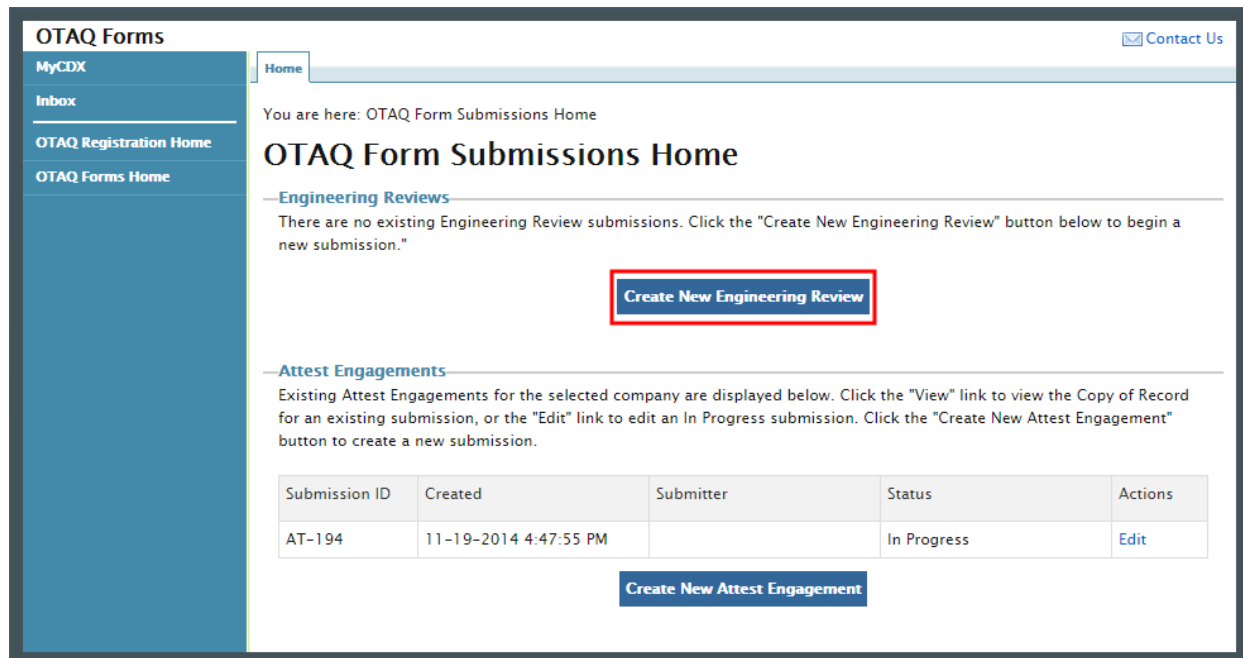 OTAQ Forms
Contact Us
MyCDX
Inbox
OTAQ Registration Home
OTAQ Forms Home
Home
You are here: OTAQ Form Submissions Home
OTAQ Form Submissions Home
Engineering Reviews
There are no existing Engineering Review submissions. Click the "Create New Engineering Review" button below to begin a
new submission."
Create New Engineering Review
Attest Engagements
Existing Attest Engagements for the selected company are displayed below. Click the "View" link to view the Copy of Record
for an existing submission, or the "Edit" link to edit an In Progress submission. Click the "Create New Attest Engagement"
button to create a new submission.
Submission ID Created Submitter Status Actions
AT-194 11-19-2014 4:47:55 PM In Progress Edit
Create New Attest Engagement